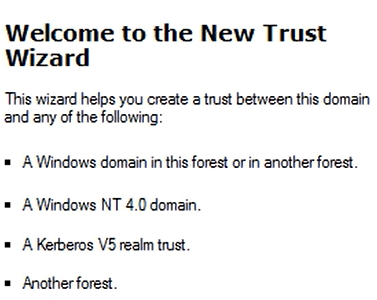 Welcome to the New Trust
Wizard
This wizard helps you create a trust between this domain
and any of the following:
▪ A Windows domain in this forest or in another forest.
▪ A Windows NT 4.0 domain.
▪ A Kerberos V5 realm trust.
▪ Another forest.